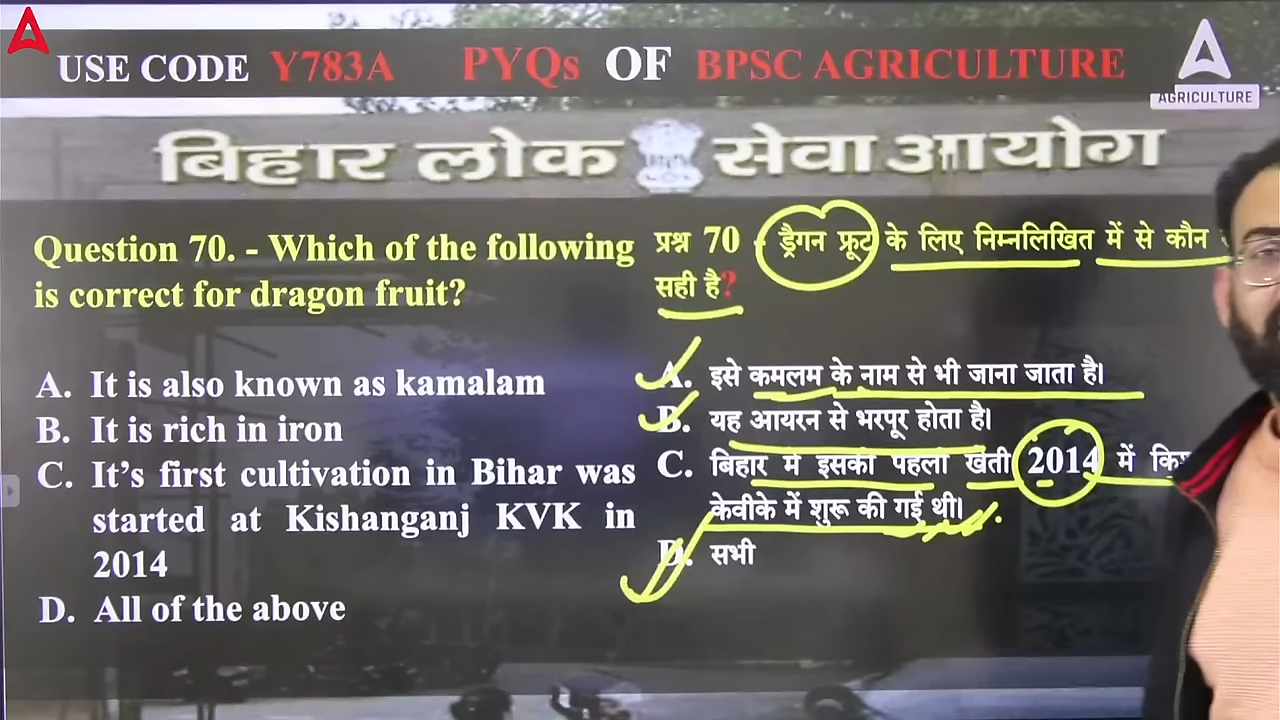 USE CODE Y783A PYQs OF BPSC AGRICULTURE
AGRICULTURE
बिहार लोक सेवा आयोग
Question 70. - Which of the following
is correct for dragon fruit?
A. It is also known as kamalam
B. It is rich in iron
C. It’s first cultivation in Bihar was
started at Kishanganj KVK in
2014
D. All of the above
प्रश्न 70 - ड्रैगन फ्रूट के लिए निम्नलिखित में से कौन
सही है?
A. इसे कमलम के नाम से भी जाना जाता है।
B. यह आयरन से भरपूर होता है।
C. बिहार में इसकी पहली खेती 2014 में
केवीके में शुरू की गई थी।
D. सभी